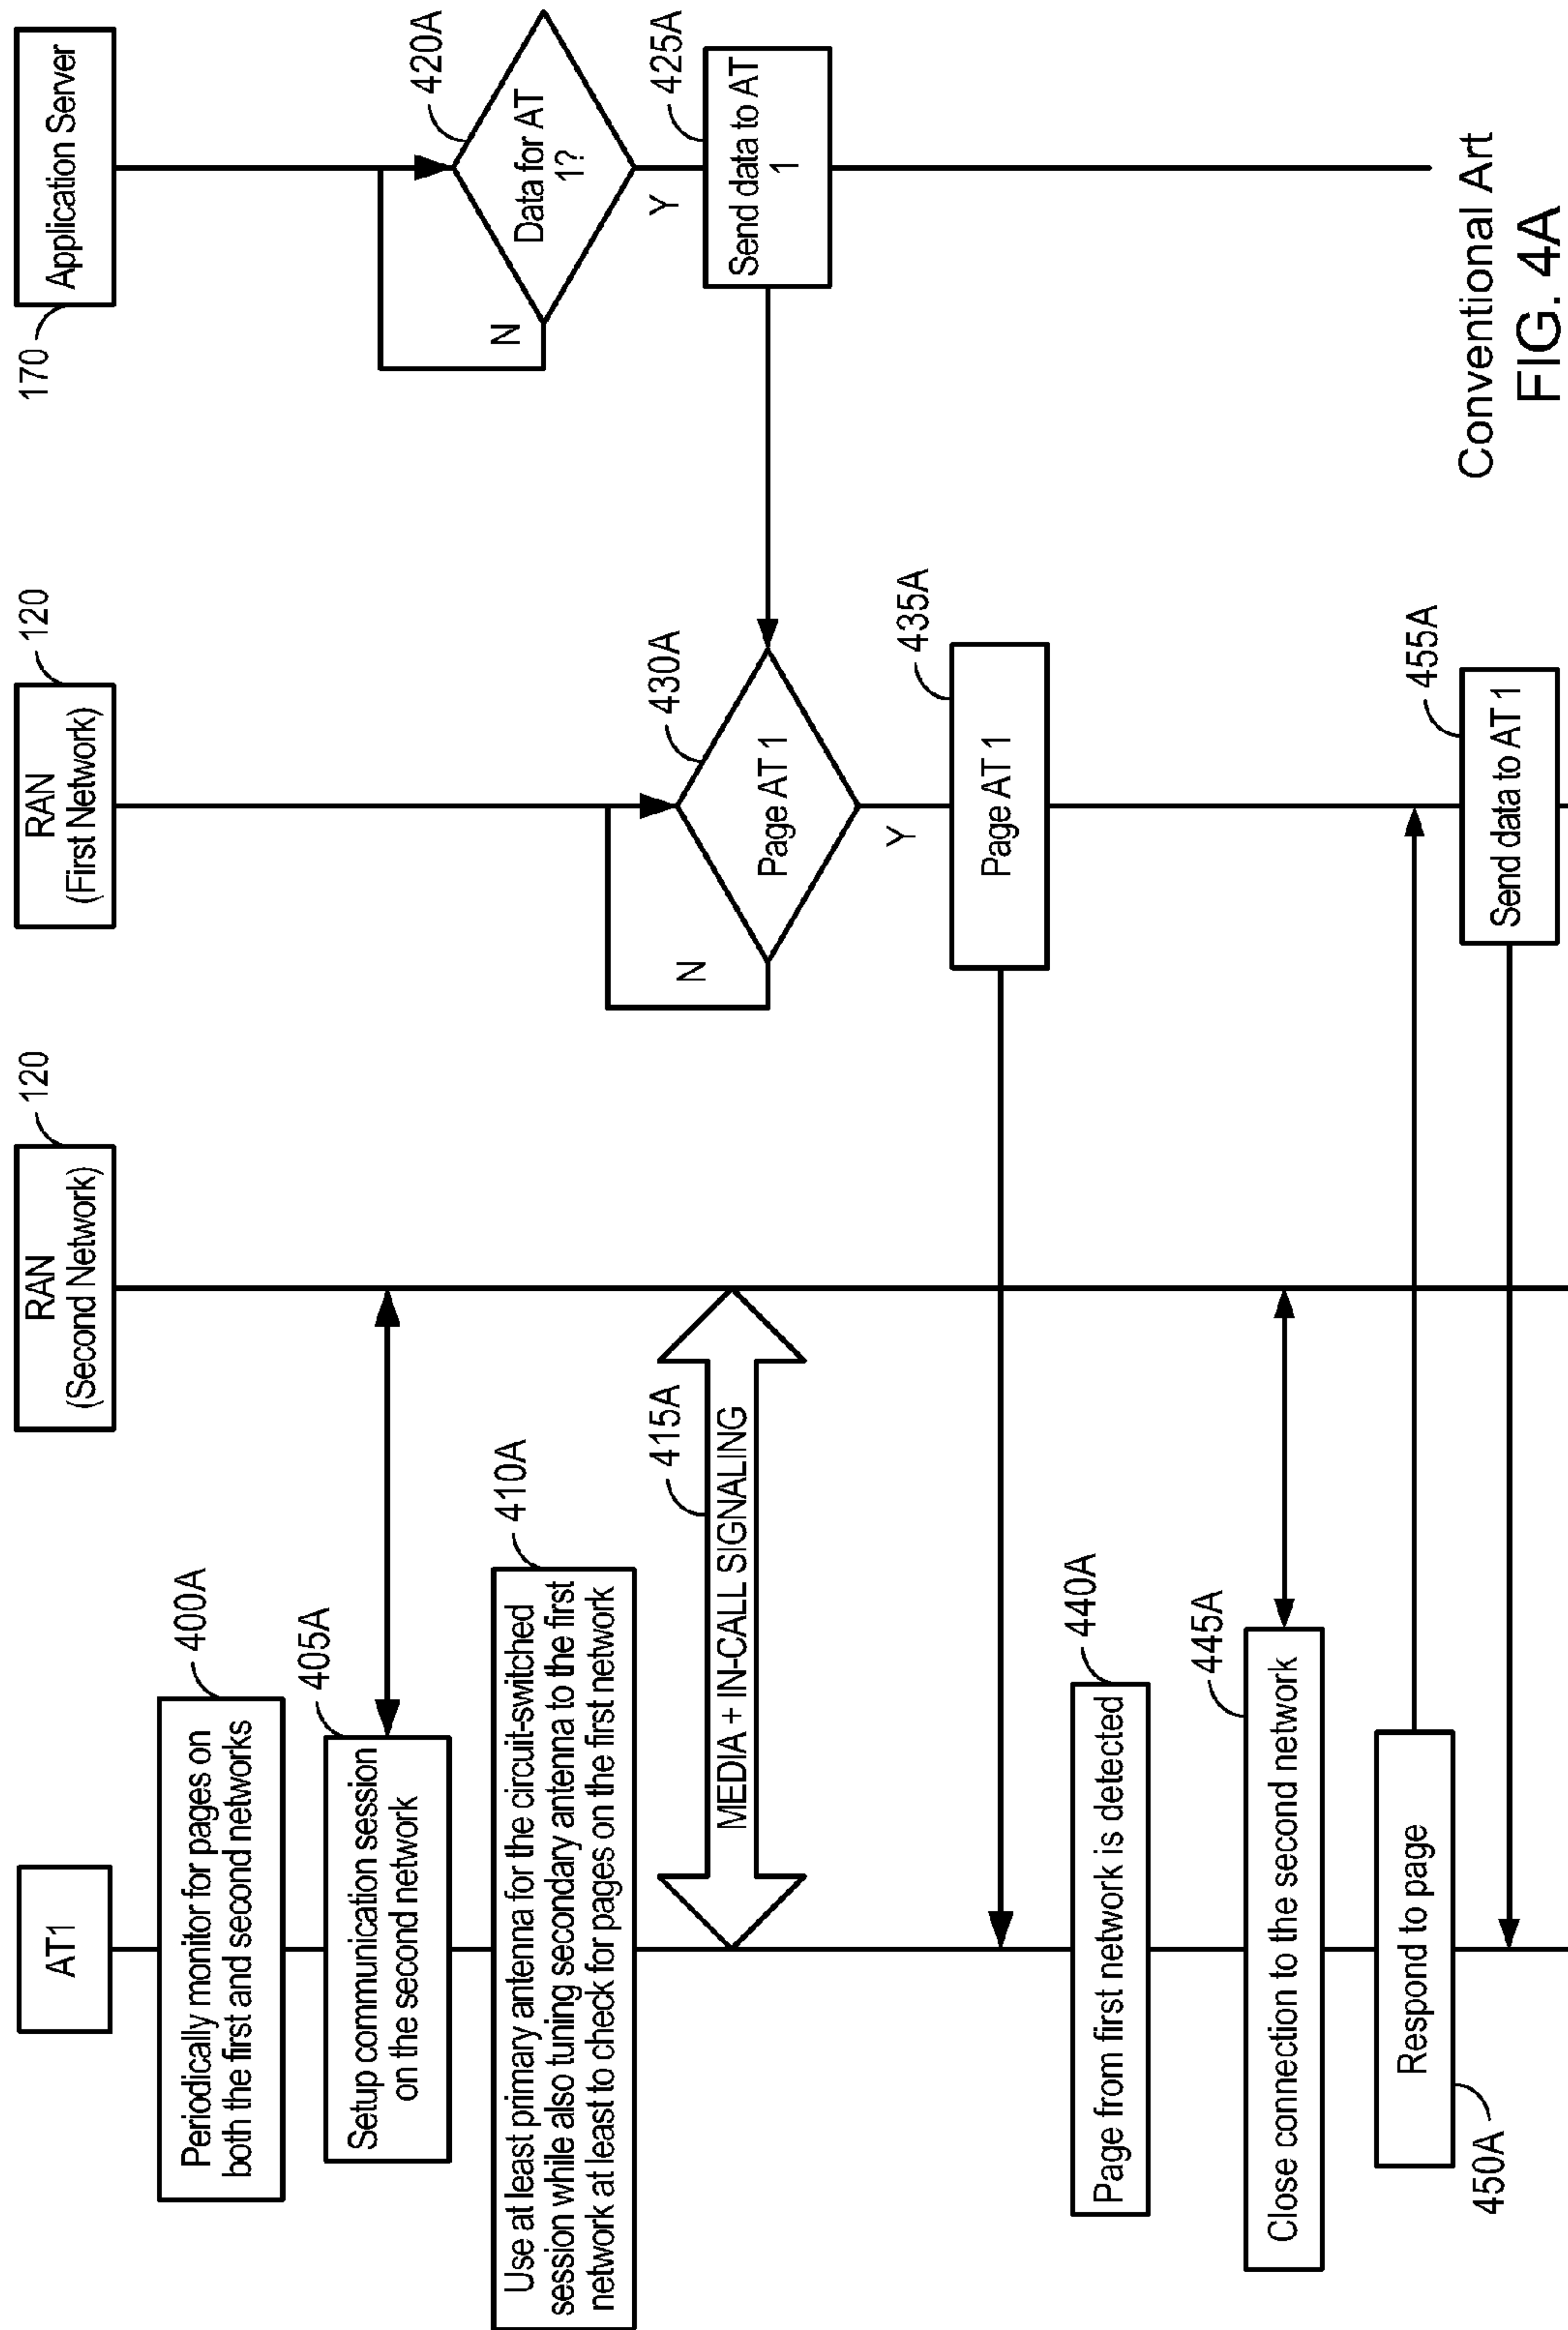 AT1
RAN
(Second Network)
120
RAN
(First Network)
120
Application Server
170
400A
Periodically monitor for pages on
both the first and second networks
405A
Setup communication session
on the second network
410A
Use at least primary antenna for the circuit-switched
session while also tuning secondary antenna to the first
network at least to check for pages on the first network
415A
MEDIA + IN-CALL SIGNALING
420A
Data for AT
1?
N
Y
425A
Send data to AT
1
430A
Page AT 1
N
Y
435A
Page AT 1
440A
Page from first network is detected
445A
Close connection to the second network
Respond to page
450A
455A
Send data to AT 1
Conventional Art
FIG. 4A